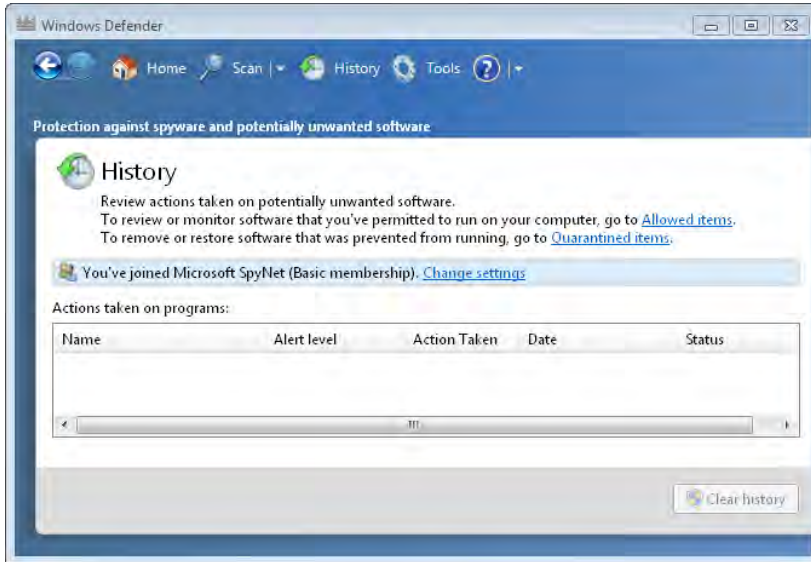 Windows Defender
Home Scan History Tools ?
Protection against spyware and potentially unwanted software
History
Review actions taken on potentially unwanted software.
To review or monitor software that you've permitted to run on your computer, go to Allowed items.
To remove or restore software that was prevented from running, go to Quarantined items.
You've joined Microsoft SpyNet (Basic membership). Change settings
Actions taken on programs:
Name Alert level Action Taken Date Status
Clear history